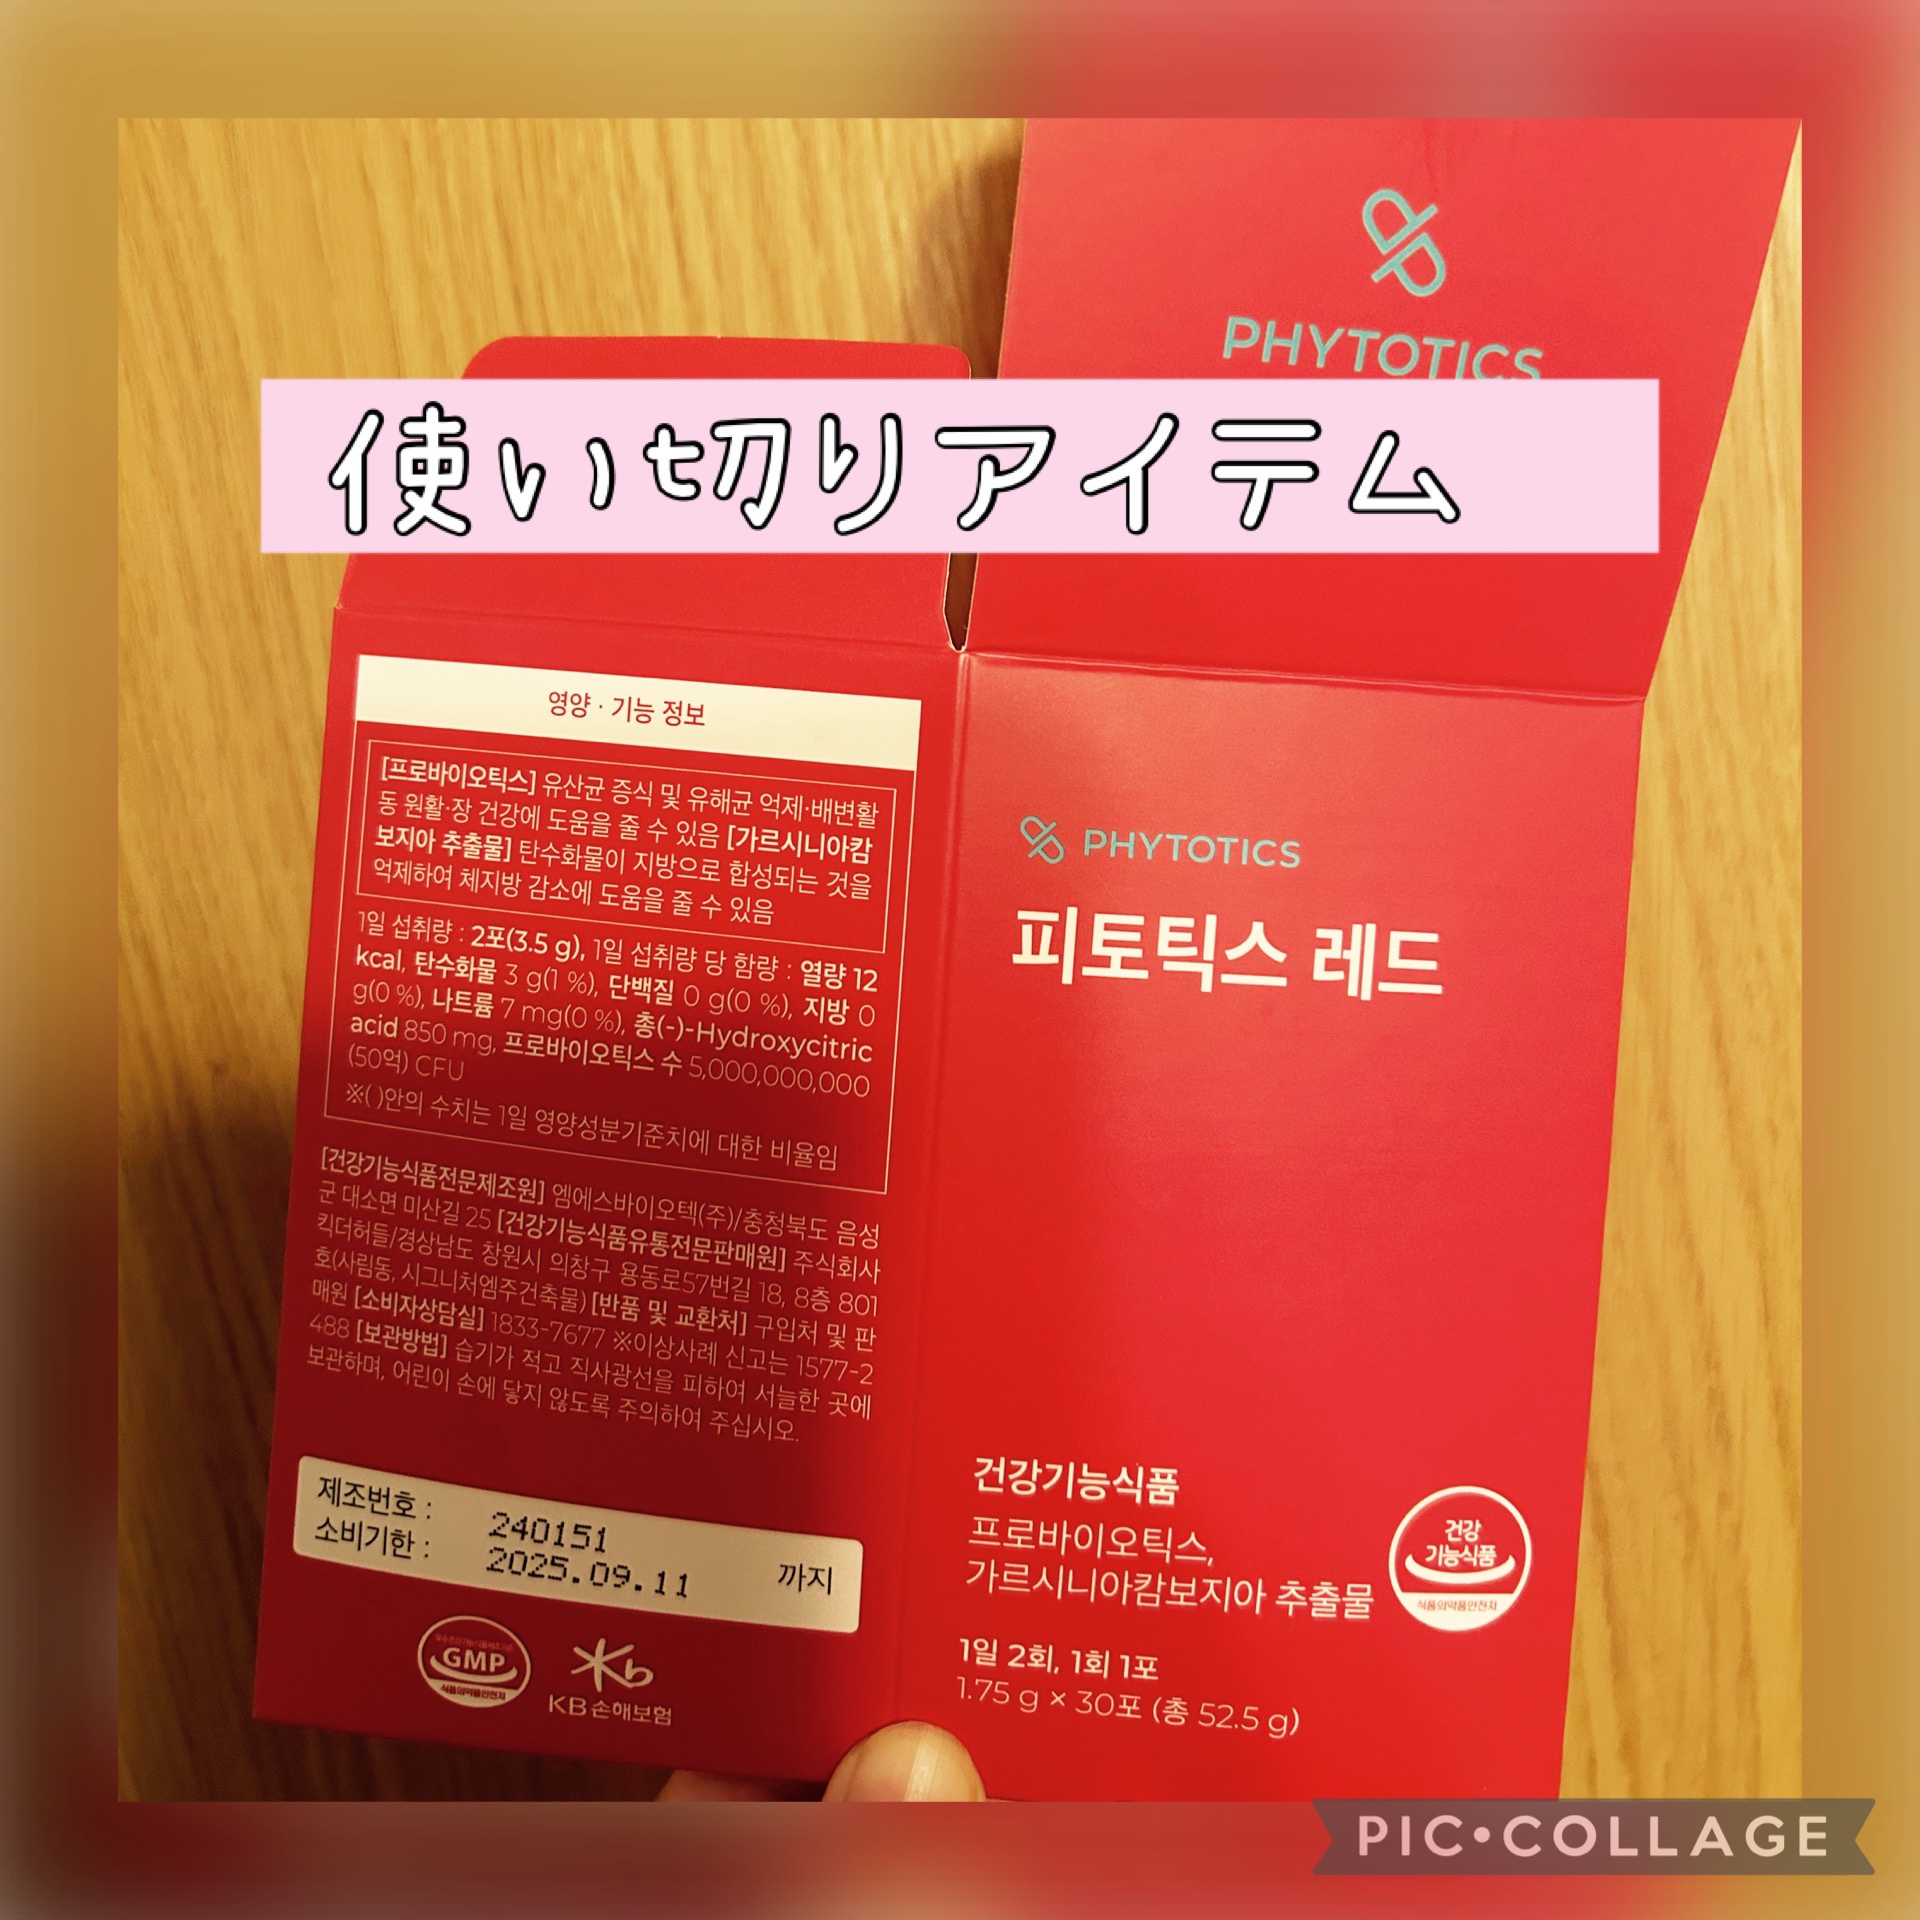 PHYTOTICS
使い切りアイテム
영양 · 기능 정보
[프로바이오틱스] 유산균 증식 및 유해균 억제·배변활
동 원활·장 건강에 도움을 줄 수 있음 [가르시니아캄
보지아 추출물] 탄수화물이 지방으로 합성되는 것을
억제하여 체지방 감소에 도움을 줄 수 있음
1일 섭취량 : 2포(3.5 g), 1일 섭취량 당 함량 : 열량 12
kcal, 탄수화물 3 g(1 %), 단백질 0 g(0 %), 지방 0
g(0 %), 나트륨 7 mg(0 %), 총(-)-Hydroxycitric
acid 850 mg, 프로바이오틱스 수 5,000,000,000
(50억) CFU
※( )안의 수치는 1일 영양성분기준치에 대한 비율임
[건강기능식품전문제조원] 엠에스바이오텍(주)/충청북도 음성
군 대소면 미산길 25 [건강기능식품유통전문판매원] 주식회사
킥더허들/경상남도 창원시 의창구 용동로57번길 18, 8층 801
호(사림동, 시그니처엠주건축물) [반품 및 교환처] 구입처 및 판
매원 [소비자상담실] 1833-7677 ※이상사례 신고는 1577-2
488 [보관방법] 습기가 적고 직사광선을 피하여 서늘한 곳에
보관하며, 어린이 손에 닿지 않도록 주의하여 주십시오.
제조번호 : 240151
소비기한 : 2025.09.11 까지
GMP
식품의약품안전처
KB손해보험
PHYTOTICS
피토틱스 레드
건강기능식품
프로바이오틱스,
가르시니아캄보지아 추출물
1일 2회, 1회 1포
1.75 g × 30포 (총 52.5 g)
건강
기능식품
식품의약품안전처
PIC•COLLAGE